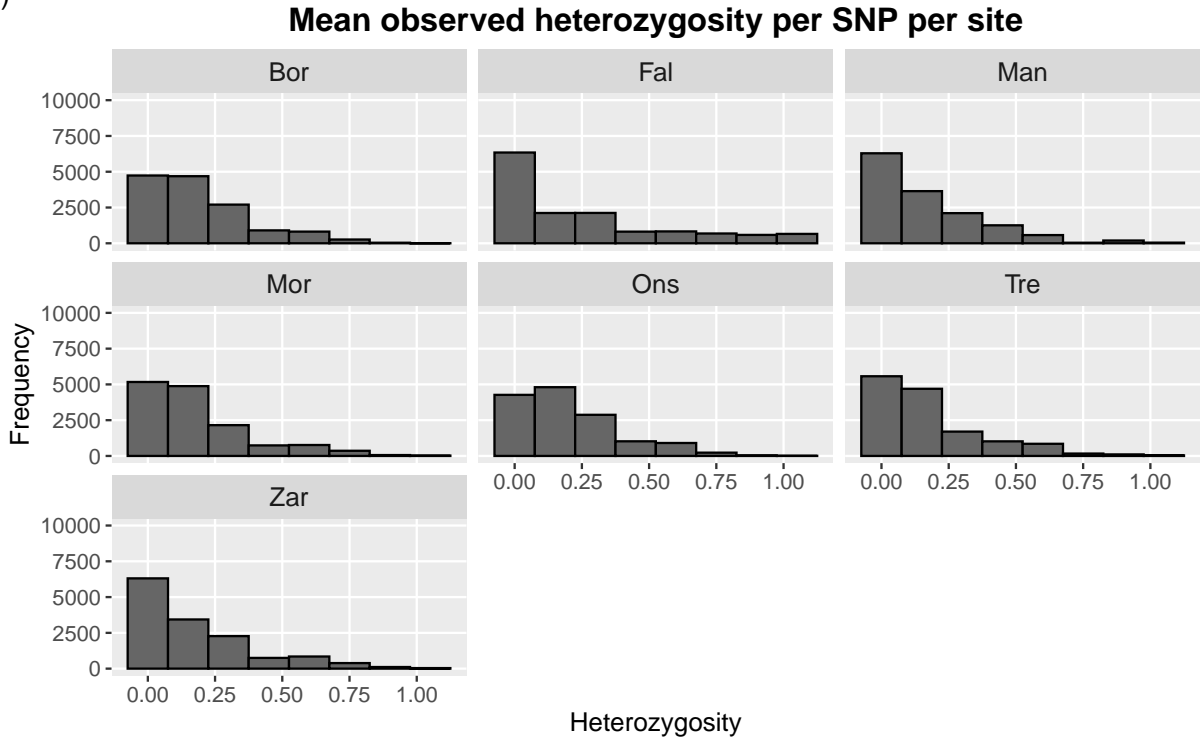 )
Mean observed heterozygosity per SNP per site
Bor
Fal
Man
10000
7500
5000
2500
0
Mor
Ons
Tre
10000
7500
5000
2500
0
0.00 0.25 0.50 0.75 1.00
0.00 0.25 0.50 0.75 1.00
Zar
10000
7500
5000
2500
0
0.00 0.25 0.50 0.75 1.00
Frequency
Heterozygosity